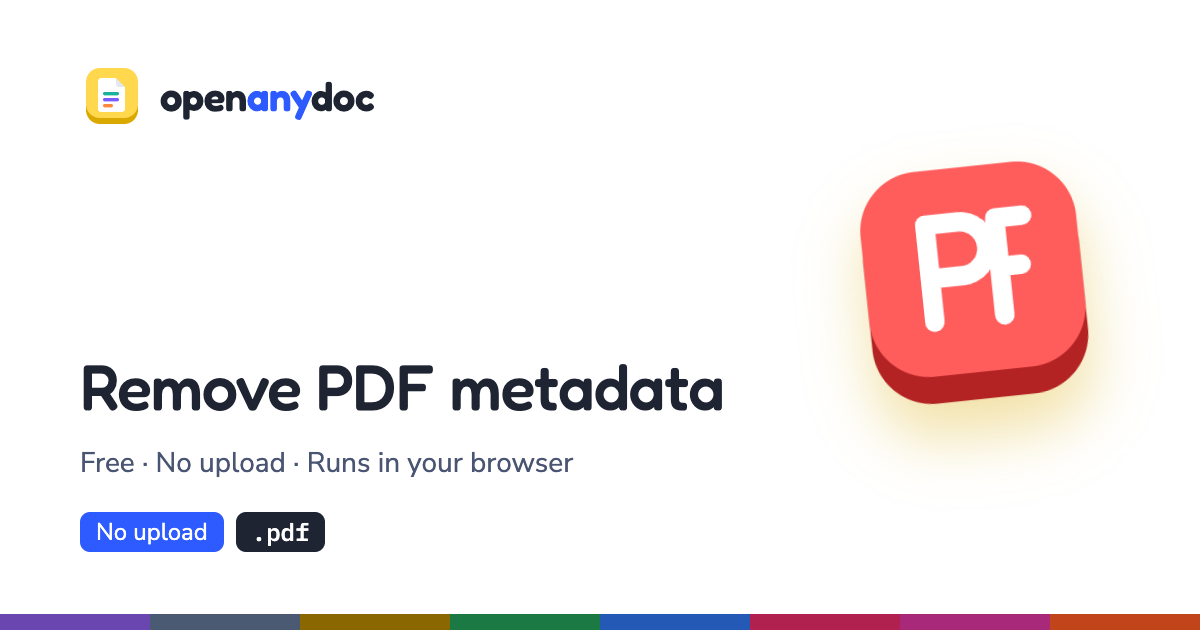 openanydoc
PF
Remove PDF metadata
Free · No upload · Runs in your browser
No upload
.pdf